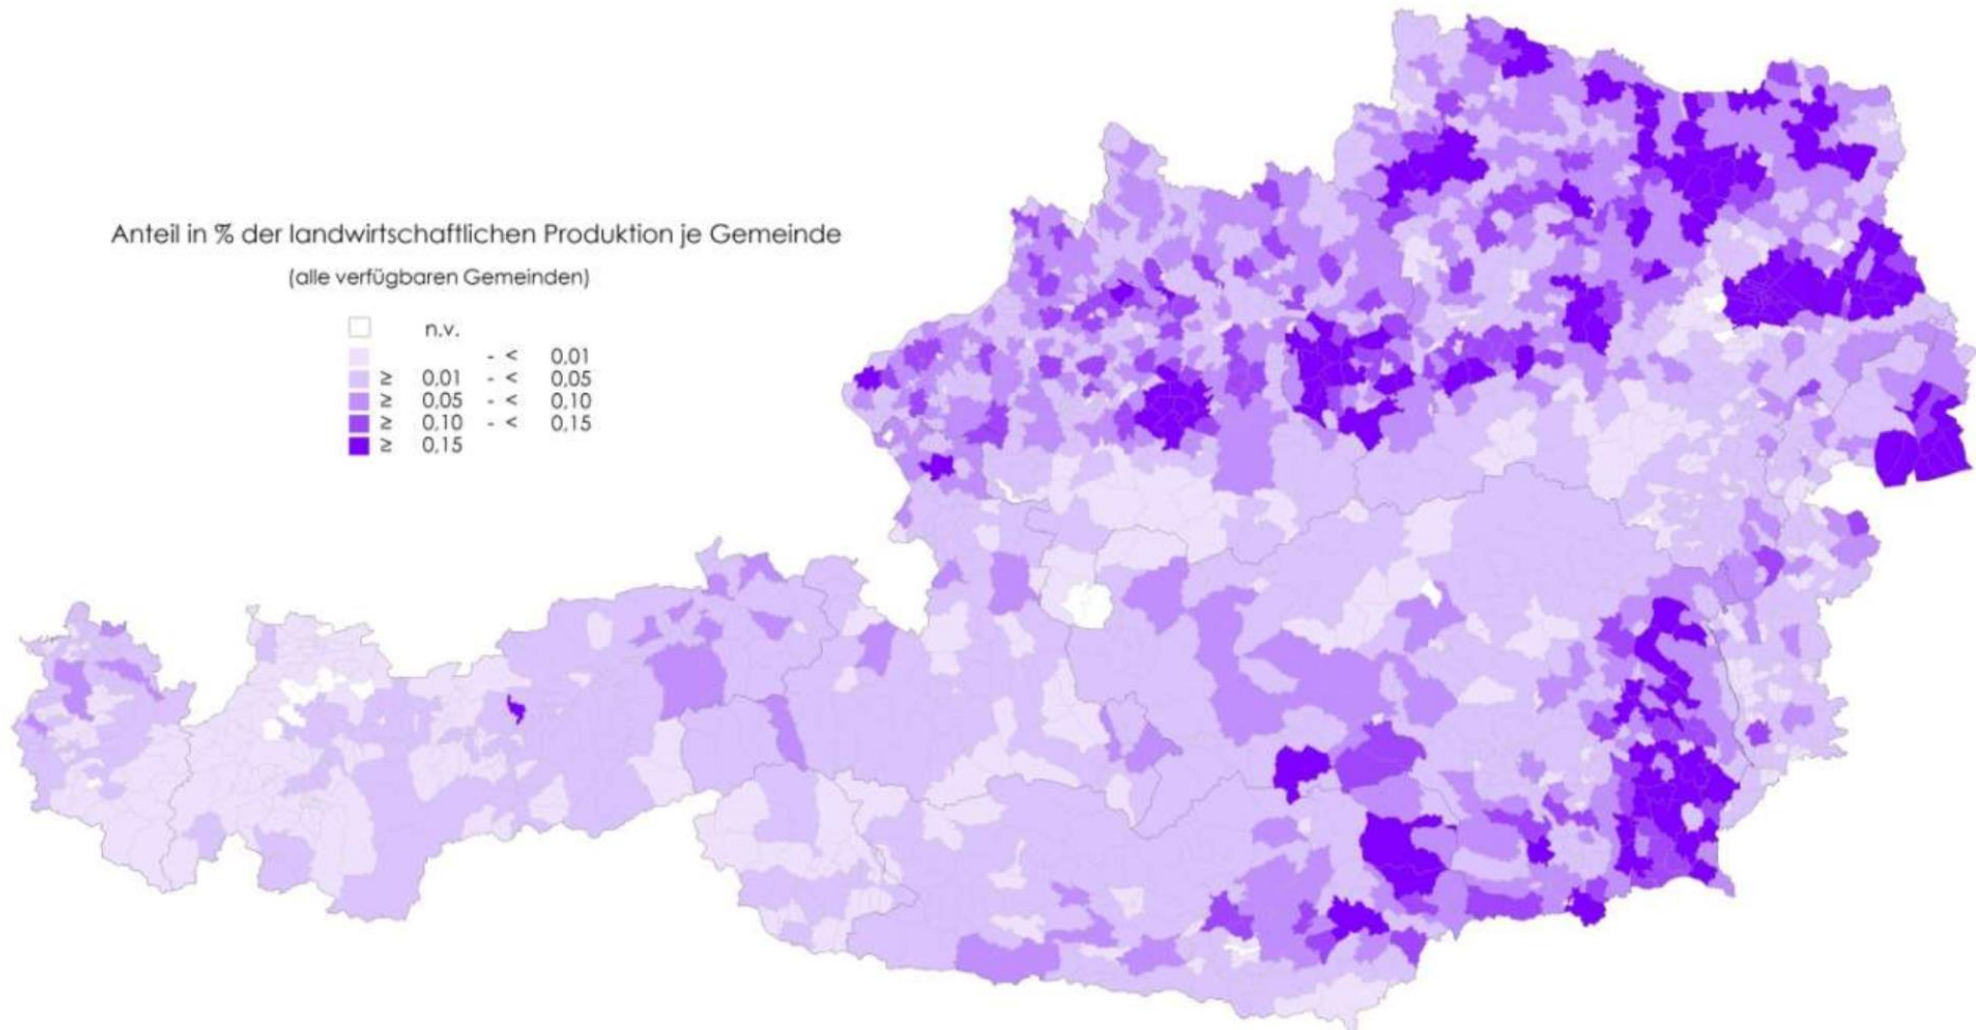 Anteil in % der landwirtschaftlichen Produktion je Gemeinde
(alle verfügbaren Gemeinden)
n.v.
- < 0,01
≥ 0,01 - < 0,05
≥ 0,05 - < 0,10
≥ 0,10 - < 0,15
≥ 0,15